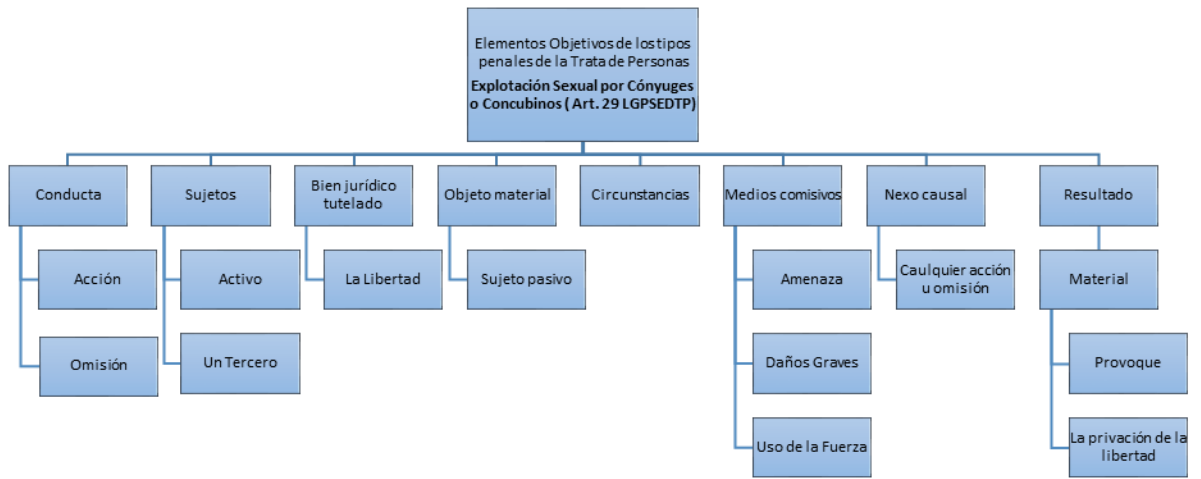 Elementos Objetivos de los tipos
penales de la Trata de Personas
Explotación Sexual por Cónyuges
o Concubinos ( Art. 29 LGPSEDTP)
Conducta
Sujetos
Bien jurídico
tutelado
Objeto material
Circunstancias
Medios comisivos
Nexo causal
Resultado
Acción
Activo
La Libertad
Sujeto pasivo
Amenaza
Caulquier acción
u omisión
Material
Omisión
Un Tercero
Daños Graves
Provoque
Uso de la Fuerza
La privación de la
libertad